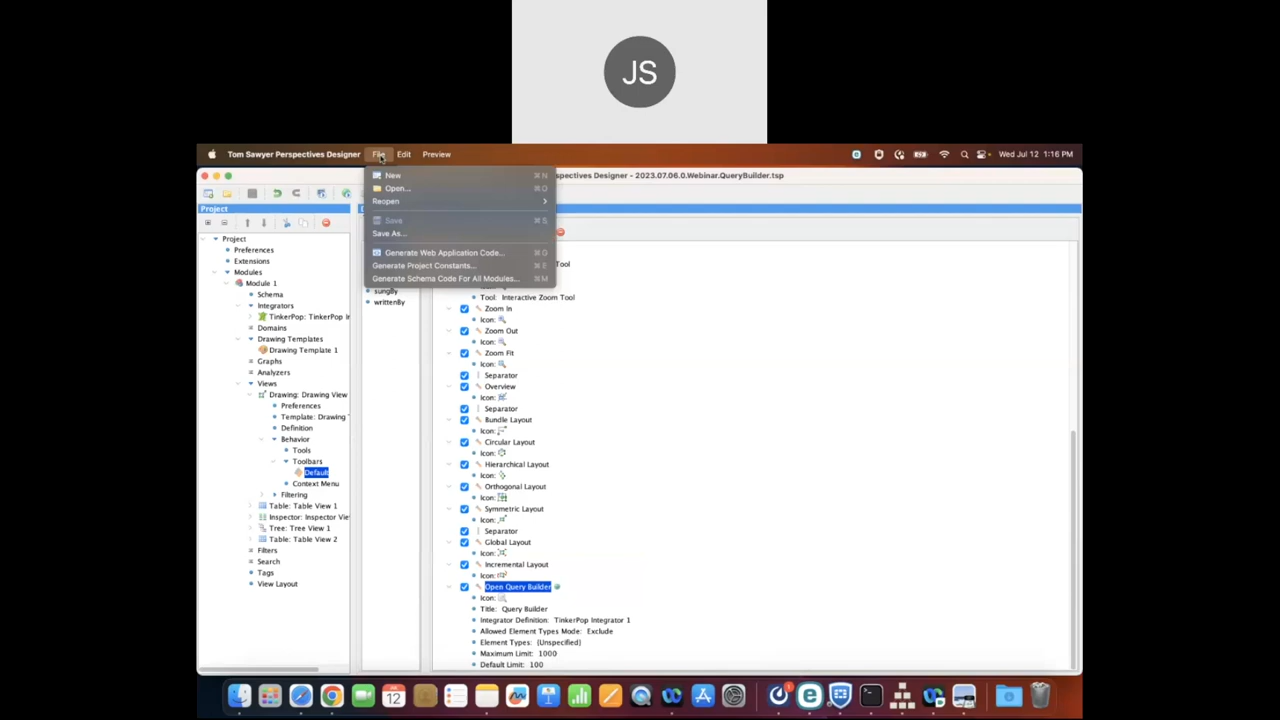 JS
Tom Sawyer Perspectives Designer File Edit Preview Wed Jul 12 1:16 PM
spectives Designer - 2023.07.06.0.Webinar.QueryBuilder.tsp
New ⌘N
Open... ⌘O
Reopen
Save ⌘S
Save As...
Generate Web Application Code... ⌘G
Generate Project Constants... ⌘E
Generate Schema Code For All Modules... ⌘M
sungBy
writtenBy
Project
Project
Preferences
Extensions
Modules
Module 1
Schema
Integrators
TinkerPop: TinkerPop Ir
Domains
Drawing Templates
Drawing Template 1
Graphs
Analyzers
Views
Drawing: Drawing View
Preferences
Template: Drawing T
Definition
Behavior
Tools
Toolbars
Default
Context Menu
Filtering
Table: Table View 1
Inspector: Inspector Vie
Tree: Tree View 1
Table: Table View 2
Filters
Search
Tags
View Layout
Tool
Tool: Interactive Zoom Tool
Zoom In
Icon:
Zoom Out
Icon:
Zoom Fit
Icon:
Separator
Overview
Icon:
Separator
Bundle Layout
Icon:
Circular Layout
Icon:
Hierarchical Layout
Icon:
Orthogonal Layout
Icon:
Symmetric Layout
Icon:
Separator
Global Layout
Icon:
Incremental Layout
Icon:
Open Query Builder
Icon:
Title: Query Builder
Integrator Definition: TinkerPop Integrator 1
Allowed Element Types Mode: Exclude
Element Types: {Unspecified}
Maximum Limit: 1000
Default Limit: 100
12